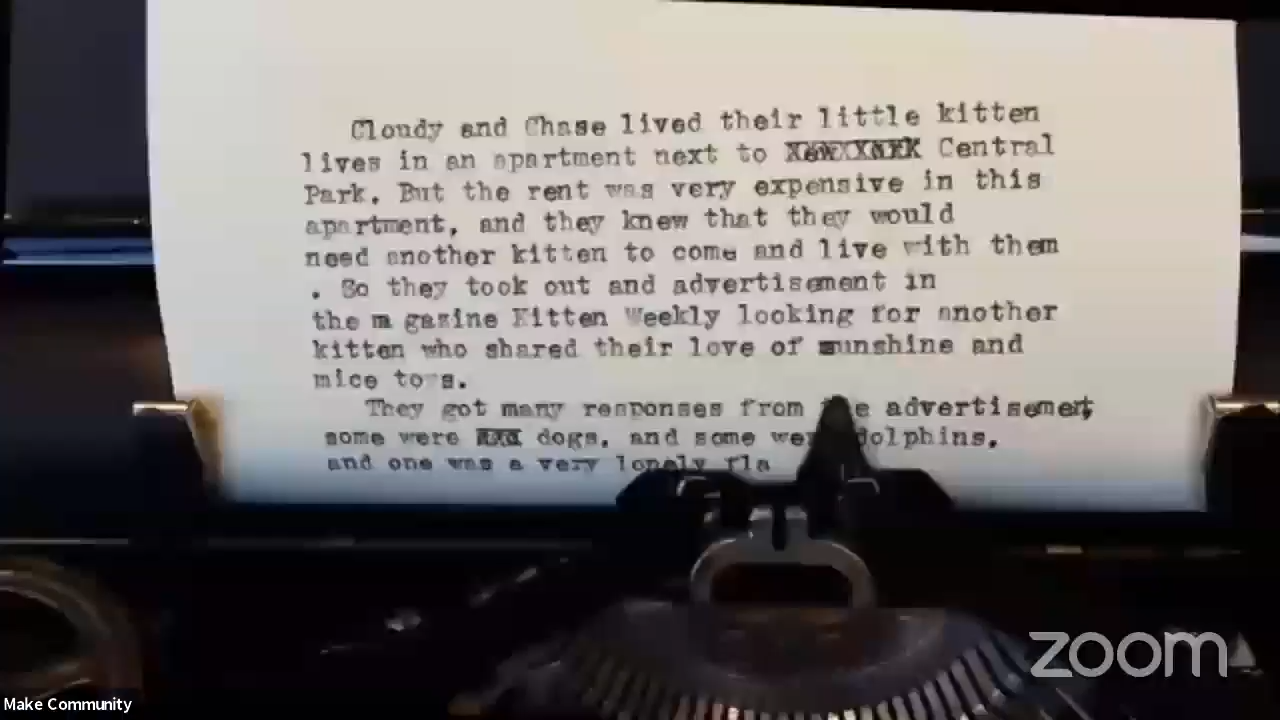 Cloudy and Chase lived their little kitten
lives in an apartment next to Central
Park. But the rent was very expensive in this
apartment, and they knew that they would
need another kitten to come and live with them
. So they took out and advertisement in
the m gazine Kitten Weekly looking for another
kitten who shared their love of sunshine and
mice to s.
They got many responses from e advertisement,
some were dogs, and some were dolphins.
and one was a very lonely fla
zoom
Make Community